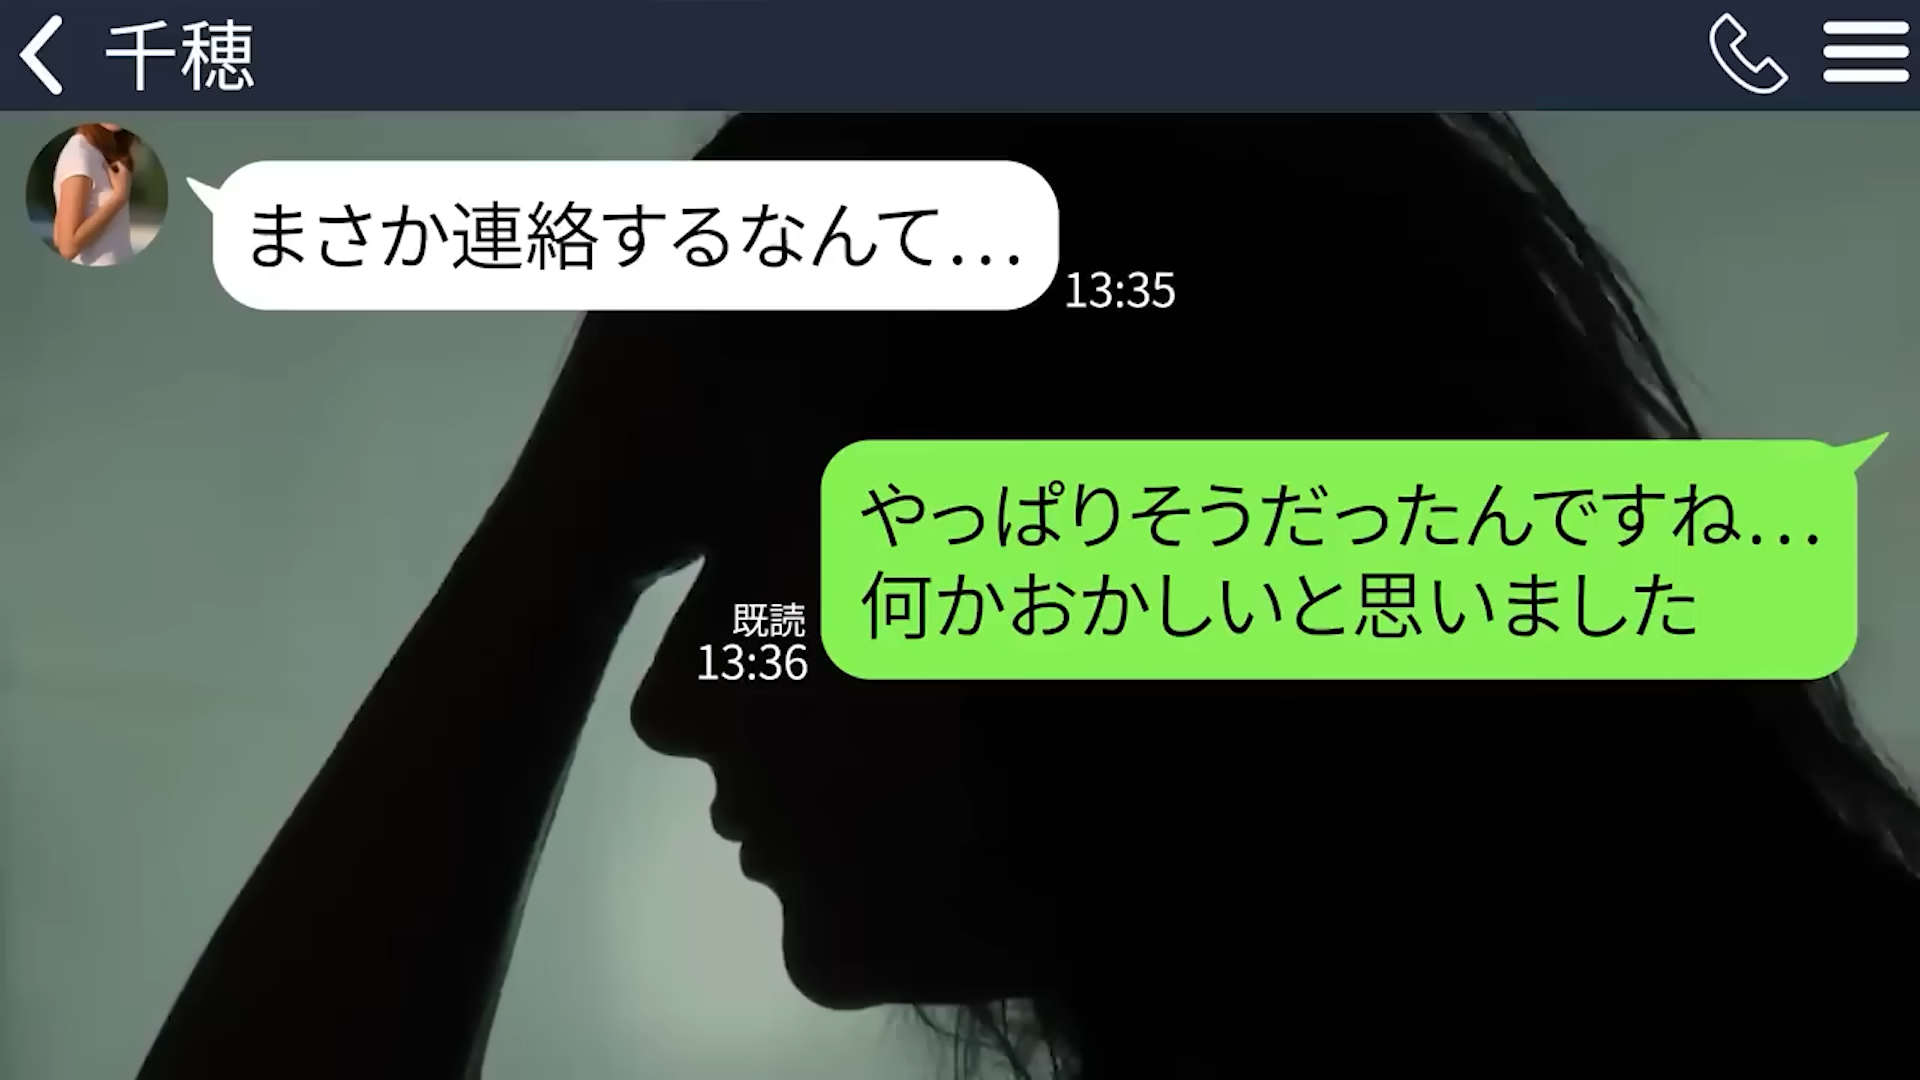 千穂
まさか連絡するなんて…
13:35
やっぱりそうだったんですね…
何かおかしいと思いました
既読
13:36